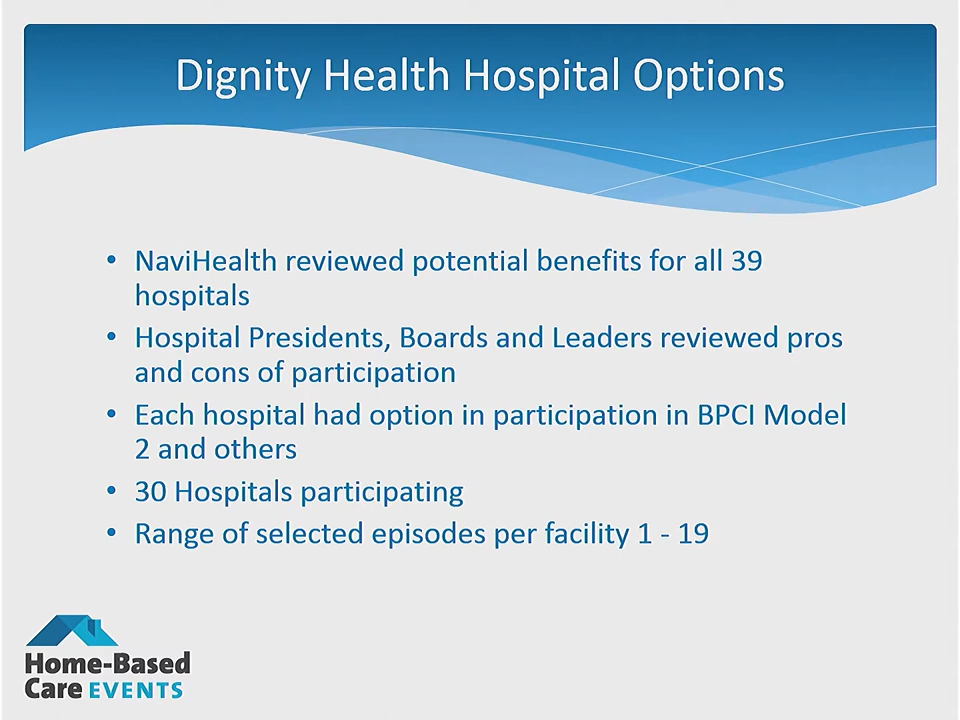 Dignity Health Hospital Options
• NaviHealth reviewed potential benefits for all 39
hospitals
• Hospital Presidents, Boards and Leaders reviewed pros
and cons of participation
• Each hospital had option in participation in BPCI Model
2 and others
• 30 Hospitals participating
• Range of selected episodes per facility 1 - 19
Home-Based
Care EVENTS